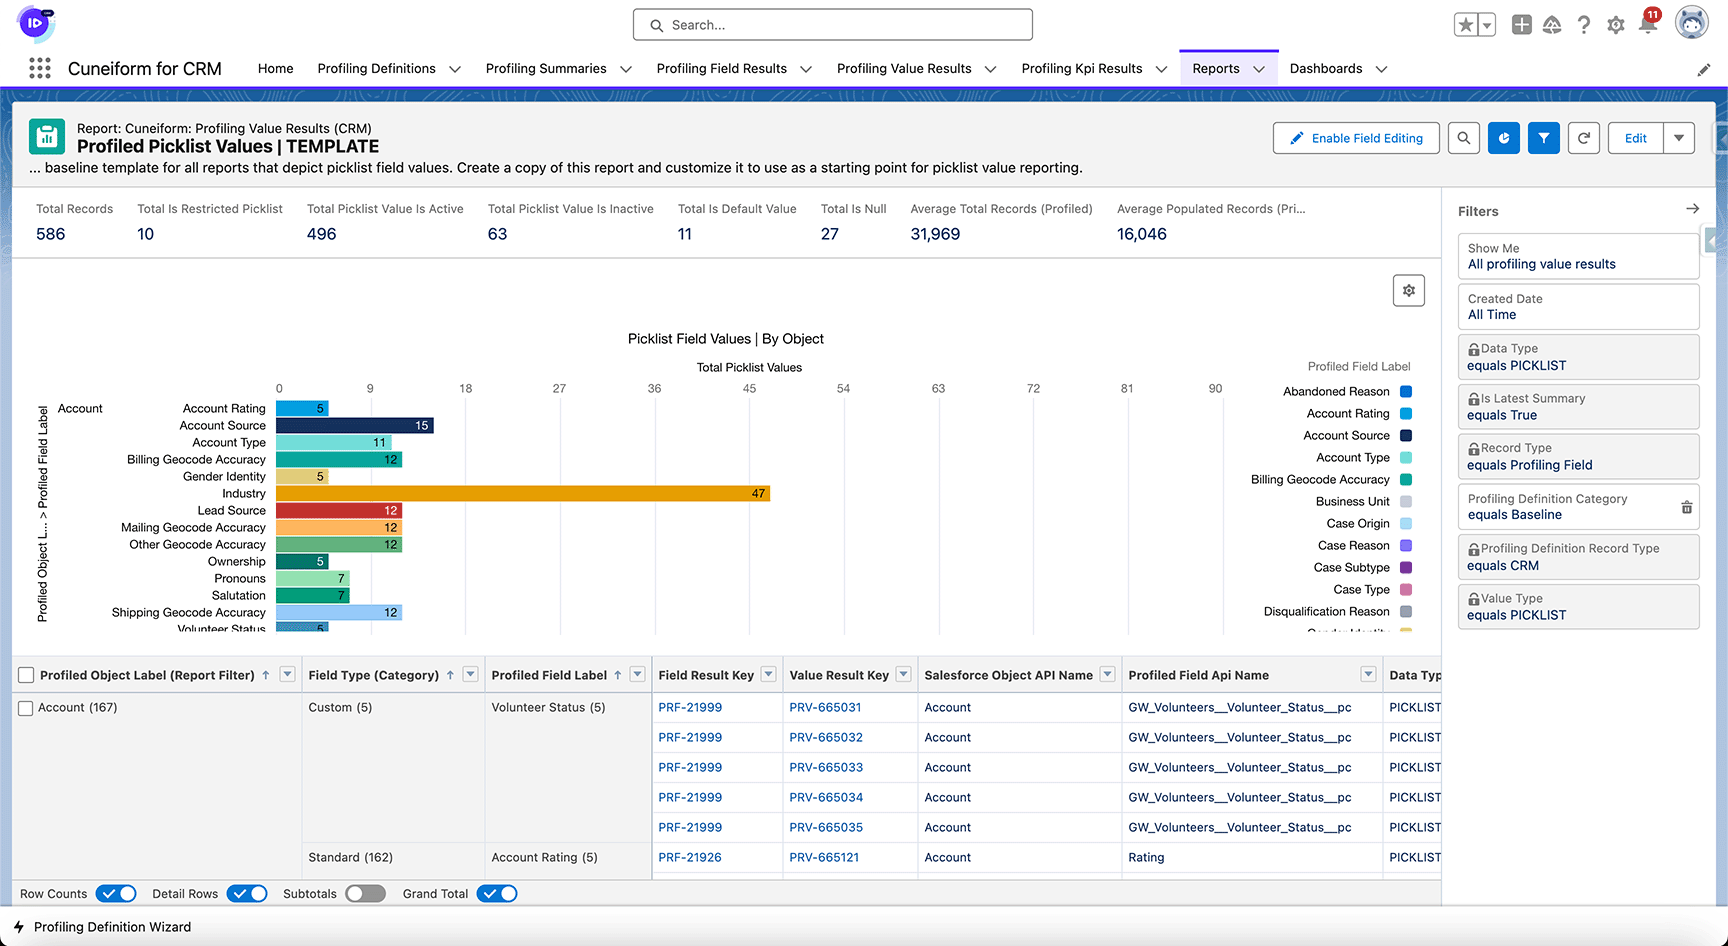 ID
Search...
11
Cuneiform for CRM
Home
Profiling Definitions
Profiling Summaries
Profiling Field Results
Profiling Value Results
Profiling Kpi Results
Reports
Dashboards
Report: Cuneiform: Profiling Value Results (CRM)
Profiled Picklist Values | TEMPLATE
... baseline template for all reports that depict picklist field values. Create a copy of this report and customize it to use as a starting point for picklist value reporting.
Enable Field Editing
Edit
Total Records
586
Total Is Restricted Picklist
10
Total Picklist Value Is Active
496
Total Picklist Value Is Inactive
63
Total Is Default Value
11
Total Is Null
27
Average Total Records (Profiled)
31,969
Average Populated Records (Pri...
16,046
Picklist Field Values | By Object
Total Picklist Values
0 9 18 27 36 45 54 63 72 81 90
Profiled Object L... > Profiled Field Label
Account
Account Rating 5
Account Source 15
Account Type 11
Billing Geocode Accuracy 12
Gender Identity 5
Industry 47
Lead Source 12
Mailing Geocode Accuracy 12
Other Geocode Accuracy 12
Ownership 5
Pronouns 7
Salutation 7
Shipping Geocode Accuracy 12
Volunteer Status 5
Profiled Field Label
Abandoned Reason
Account Rating
Account Source
Account Type
Billing Geocode Accuracy
Business Unit
Case Origin
Case Reason
Case Subtype
Case Type
Disqualification Reason
Gender Identity
Filters
Show Me
All profiling value results
Created Date
All Time
Data Type
equals PICKLIST
Is Latest Summary
equals True
Record Type
equals Profiling Field
Profiling Definition Category
equals Baseline
Profiling Definition Record Type
equals CRM
Value Type
equals PICKLIST
Profiled Object Label (Report Filter) Field Type (Category) Profiled Field Label Field Result Key Value Result Key Salesforce Object API Name Profiled Field Api Name Data Typ
Account (167) Custom (5) Volunteer Status (5) PRF-21999 PRV-665031 Account GW_Volunteers__Volunteer_Status__pc PICKLIST
PRF-21999 PRV-665032 Account GW_Volunteers__Volunteer_Status__pc PICKLIST
PRF-21999 PRV-665033 Account GW_Volunteers__Volunteer_Status__pc PICKLIST
PRF-21999 PRV-665034 Account GW_Volunteers__Volunteer_Status__pc PICKLIST
PRF-21999 PRV-665035 Account GW_Volunteers__Volunteer_Status__pc PICKLIST
Standard (162) Account Rating (5) PRF-21926 PRV-665121 Account Rating PICKLIST
Row Counts Detail Rows Subtotals Grand Total
Profiling Definition Wizard